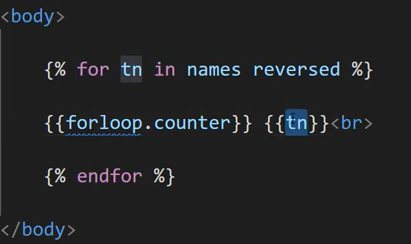 <body>
{% for tn in names reversed %}
{{forloop.counter}} {{tn}}<br>
{% endfor %}
</body>